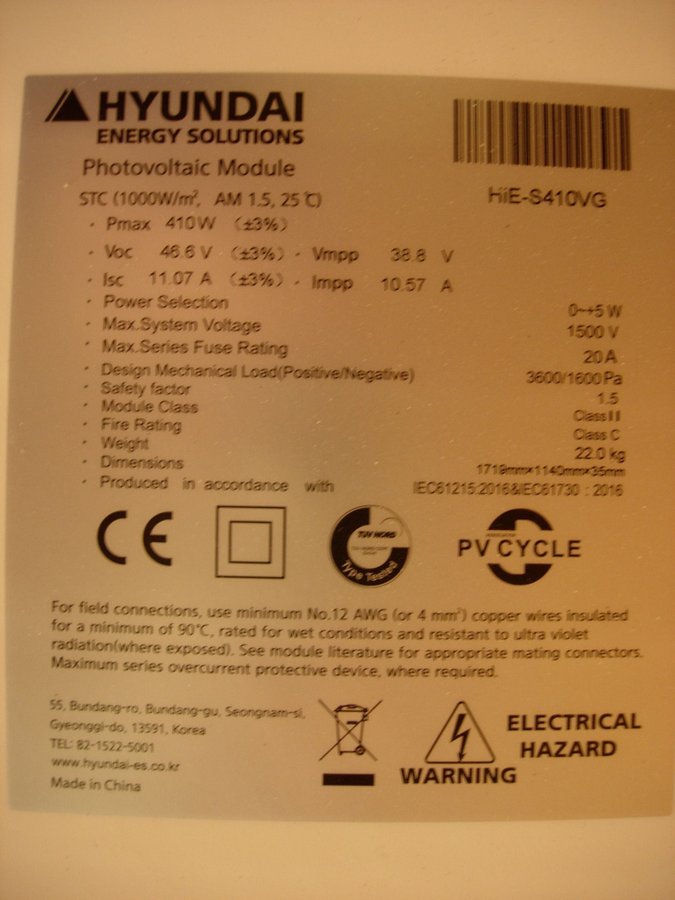 HYUNDAI
ENERGY SOLUTIONS
Photovoltaic Module
HiE-S410VG
STC (1000W/m², AM 1.5, 25℃)
· Pmax 410W (±3%)
· Voc 46.6 V (±3%) · Vmpp 38.8 V
· Isc 11.07 A (±3%) · Impp 10.57 A
· Power Selection 0~+5 W
· Max.System Voltage 1500 V
· Max.Series Fuse Rating 20A
· Design Mechanical Load(Positive/Negative) 3600/1600Pa
· Safety factor 1.5
· Module Class Class II
· Fire Rating Class C
· Weight 22.0 kg
· Dimensions 1719mm×1140mm×35mm
· Produced in accordance with IEC61215:2016&IEC61730 : 2016
CE
TUV NORD
Type Tested
PV CYCLE
For field connections, use minimum No.12 AWG (or 4 mm²) copper wires insulated
for a minimum of 90℃, rated for wet conditions and resistant to ultra violet
radiation(where exposed). See module literature for appropriate mating connectors.
Maximum series overcurrent protective device, where required.
55, Bundang-ro, Bundang-gu, Seongnam-si,
Gyeonggi-do, 13591, Korea
TEL: 82-1522-5001
www.hyundai-es.co.kr
Made in China
WARNING
ELECTRICAL
HAZARD